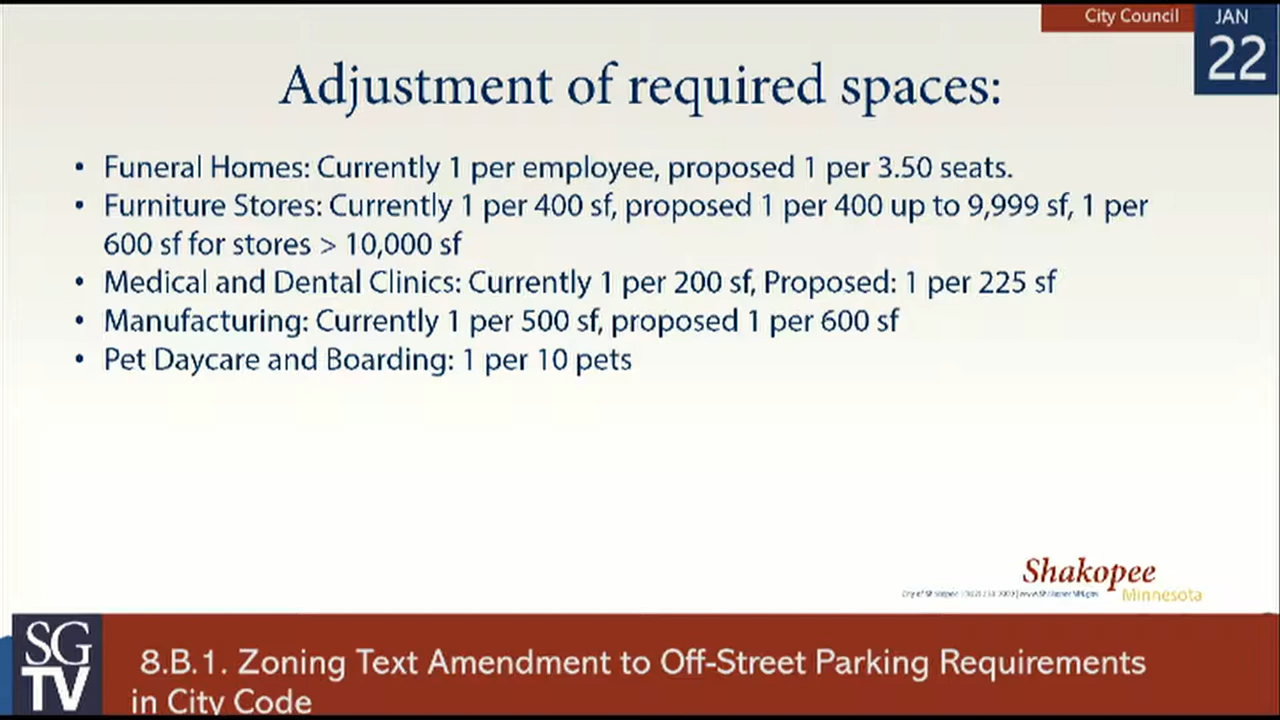 City Council
JAN
22
Adjustment of required spaces:
• Funeral Homes: Currently 1 per employee, proposed 1 per 3.50 seats.
• Furniture Stores: Currently 1 per 400 sf, proposed 1 per 400 up to 9,999 sf, 1 per
600 sf for stores > 10,000 sf
• Medical and Dental Clinics: Currently 1 per 200 sf, Proposed: 1 per 225 sf
• Manufacturing: Currently 1 per 500 sf, proposed 1 per 600 sf
• Pet Daycare and Boarding: 1 per 10 pets
Shakopee
Minnesota
SG
TV
8.B.1. Zoning Text Amendment to Off-Street Parking Requirements
in City Code